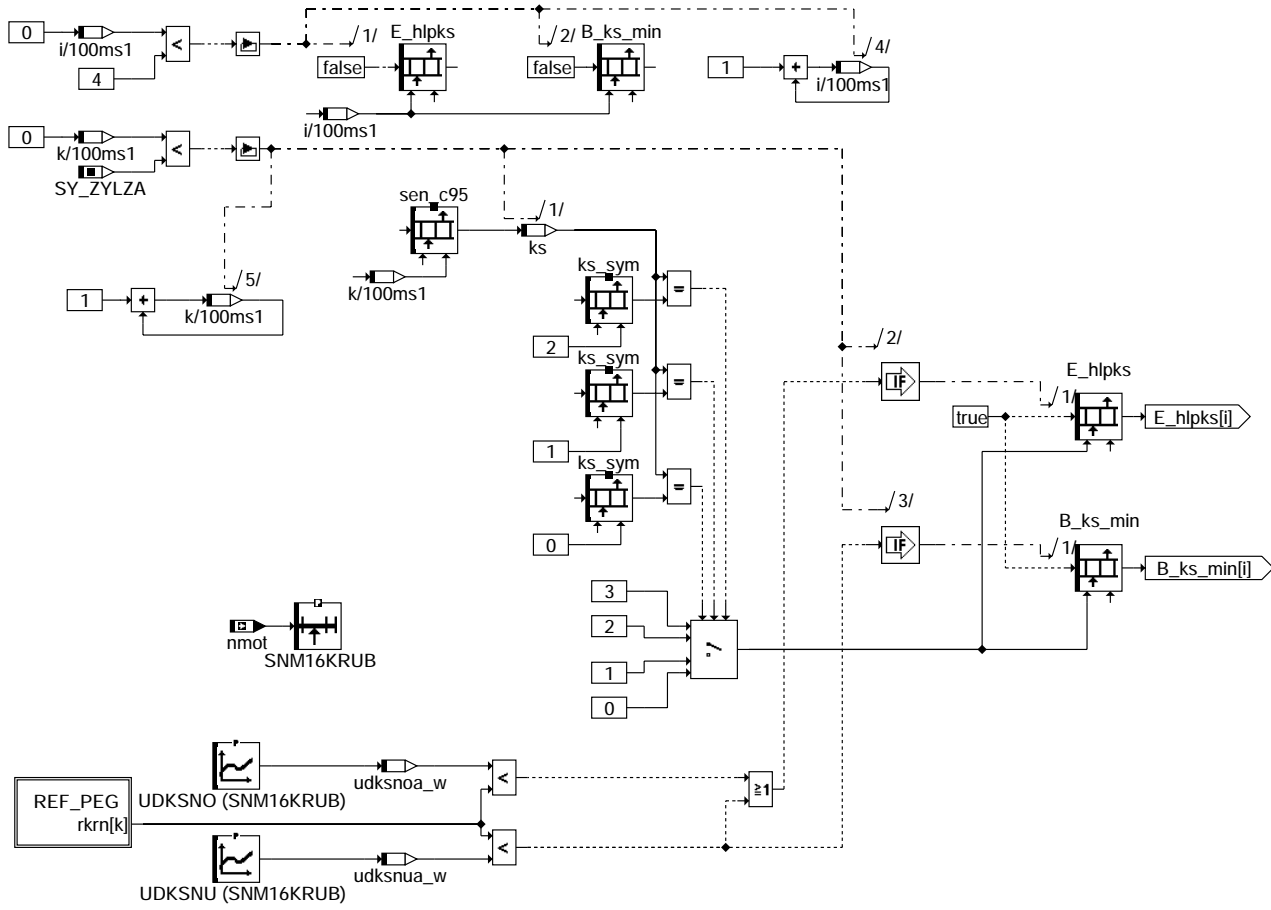 0
i/100ms1
<
4
/1/
E_hlpks
false
/2/
B_ks_min
false
i/100ms1
/4/
1
+
i/100ms1
0
k/100ms1
<
SY_ZYLZA
sen_c95
/1/
ks
k/100ms1
/5/
1
+
k/100ms1
ks_sym
=
2
ks_sym
=
1
ks_sym
=
0
/2/
IF
E_hlpks
/1/
true
E_hlpks[i]
/3/
IF
B_ks_min
/1/
B_ks_min[i]
3
2
1
0
nmot
SNM16KRUB
P
udksnoa_w
<
UDKSNO (SNM16KRUB)
≥1
REF_PEG
rkrn[k]
P
<
udksnua_w
UDKSNU (SNM16KRUB)